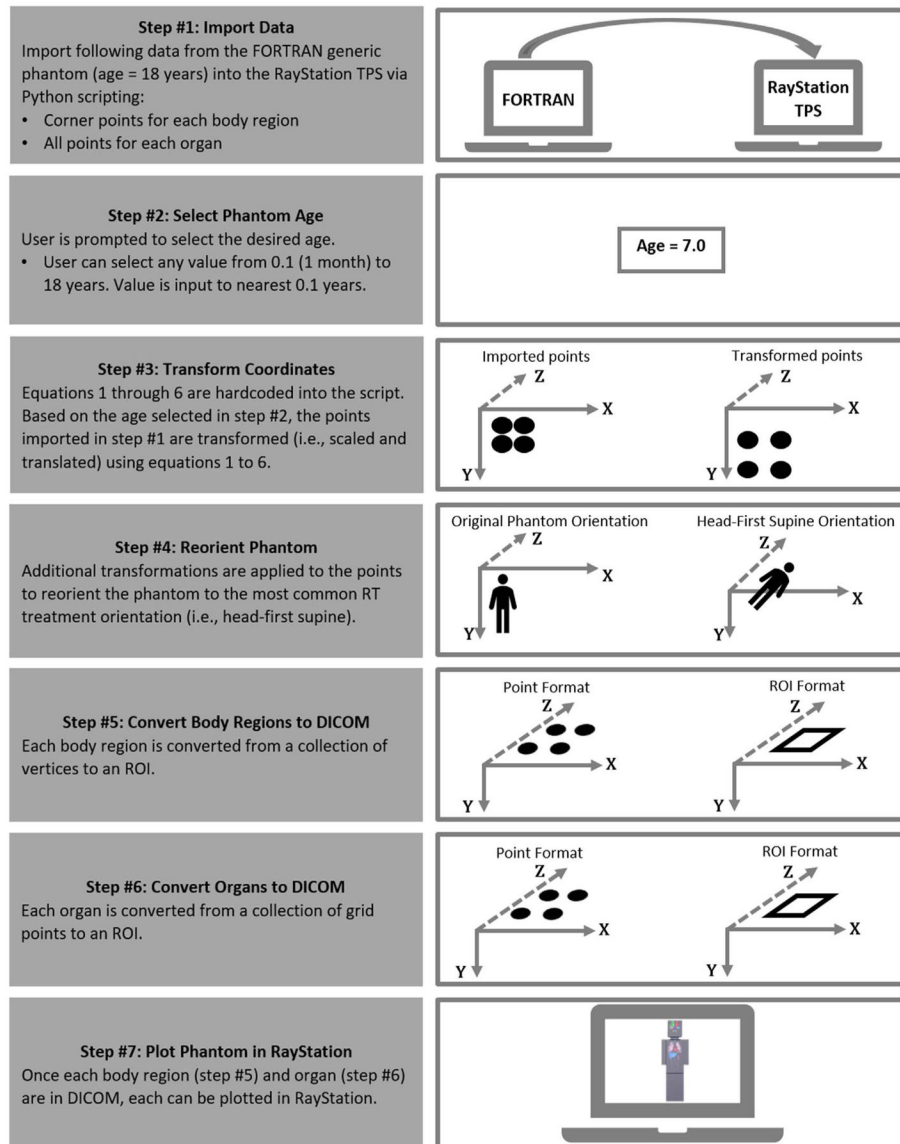 Step #1: Import Data
Import following data from the FORTRAN generic
phantom (age = 18 years) into the RayStation TPS via
Python scripting:
• Corner points for each body region
• All points for each organ
FORTRAN
RayStation
TPS
Step #2: Select Phantom Age
User is prompted to select the desired age.
• User can select any value from 0.1 (1 month) to
18 years. Value is input to nearest 0.1 years.
Age = 7.0
Step #3: Transform Coordinates
Equations 1 through 6 are hardcoded into the script.
Based on the age selected in step #2, the points
imported in step #1 are transformed (i.e., scaled and
translated) using equations 1 to 6.
Imported points
Z
X
Y
Transformed points
Z
X
Y
Step #4: Reorient Phantom
Additional transformations are applied to the points
to reorient the phantom to the most common RT
treatment orientation (i.e., head-first supine).
Original Phantom Orientation
Z
X
Y
Head-First Supine Orientation
Z
X
Y
Step #5: Convert Body Regions to DICOM
Each body region is converted from a collection of
vertices to an ROI.
Point Format
Z
X
Y
ROI Format
Z
X
Y
Step #6: Convert Organs to DICOM
Each organ is converted from a collection of grid
points to an ROI.
Point Format
Z
X
Y
ROI Format
Z
X
Y
Step #7: Plot Phantom in RayStation
Once each body region (step #5) and organ (step #6)
are in DICOM, each can be plotted in RayStation.